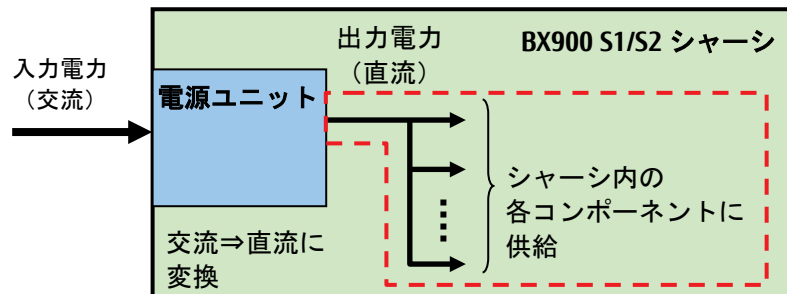 BX900 S1/S2 シャーシ
入力電力
(交流)
電源ユニット
出力電力
(直流)
シャーシ内の
各コンポーネントに
供給
交流⇒直流に
変換